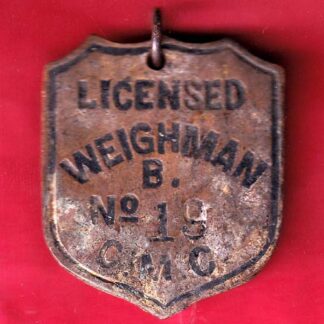 LICENSED
WEIGHMAN
B.
No 19
C.M.C.